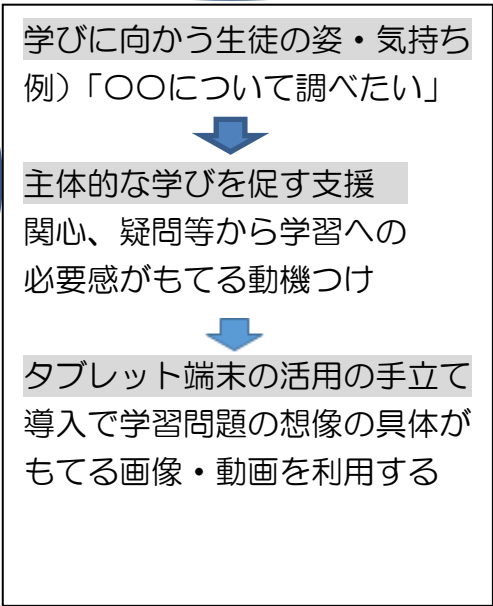 学びに向かう生徒の姿・気持ち
例）「〇〇について調べたい」
主体的な学びを促す支援
関心、疑問等から学習への
必要感がもてる動機つけ
タブレット端末の活用の手立て
導入で学習問題の想像の具体が
もてる画像・動画を利用する